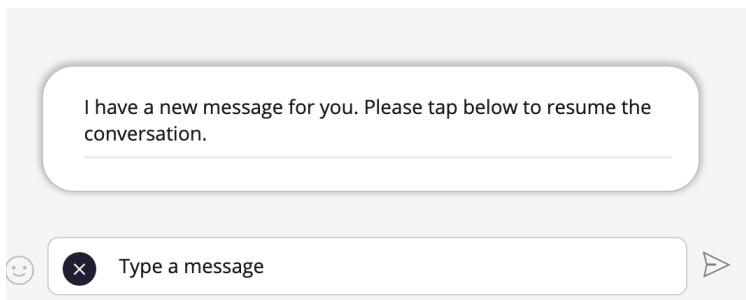 I have a new message for you. Please tap below to resume the
conversation.
Type a message